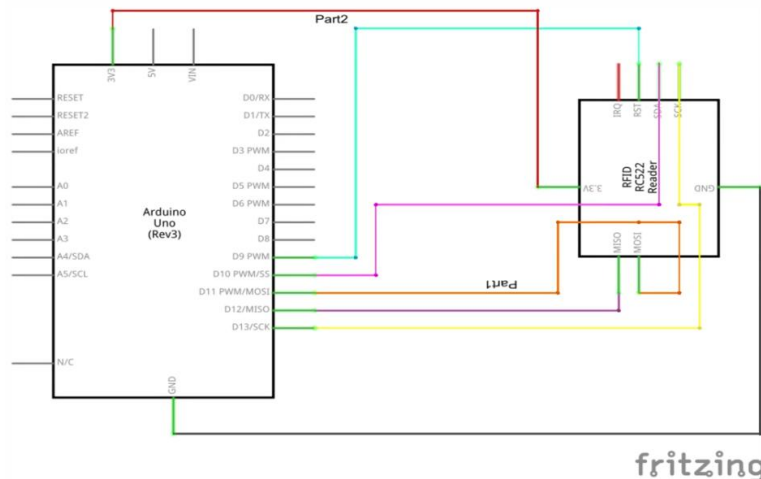 Part2
3V3
5V
VIN
RESET
RESET2
AREF
ioref
A0
A1
A2
A3
A4/SDA
A5/SCL
N/C
Arduino
Uno
(Rev3)
D0/RX
D1/TX
D2
D3 PWM
D4
D5 PWM
D6 PWM
D7
D8
D9 PWM
D10 PWM/SS
D11 PWM/MOSI
D12/MISO
D13/SCK
GND
Part1
IRQ
RST
SDA
SCK
3.3V
RFID
RC522
Reader
GND
MISO
MOSI
fritzing